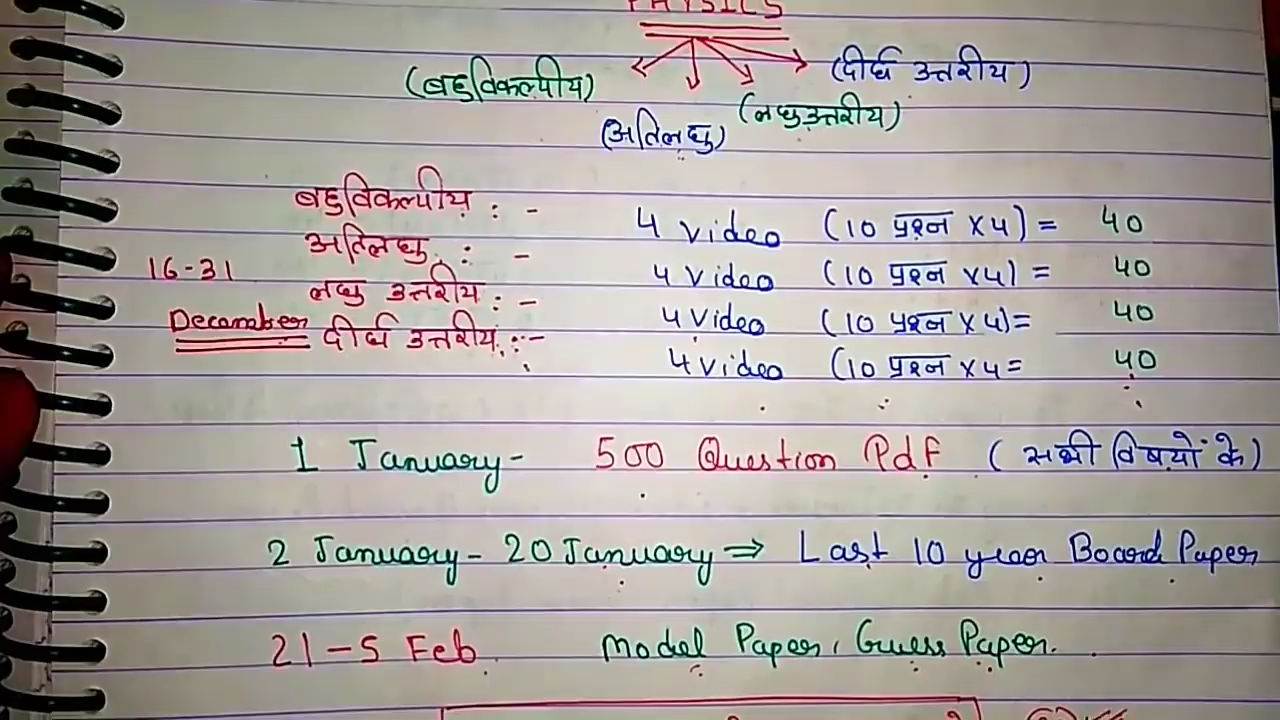 PHYSICS
(बहुविकल्पीय) (दीर्घ उत्तरीय)
(अतिलघु) (लघुउत्तरीय)
बहुविकल्पीय :- 4 video (10 प्रश्न x4) = 40
अतिलघु :- 4 video (10 प्रश्न x4) = 40
16-31
लघु उत्तरीय :- 4 video (10 प्रश्न x4)= 40
December दीर्घ उत्तरीय :- 4 video (10 प्रश्न x4= 40
1 January- 500 Question Pdf (सभी विषयों के)
2 January- 20 January ⇒ Last 10 year Board Paper
21-5 Feb Model Paper, Guess Paper.